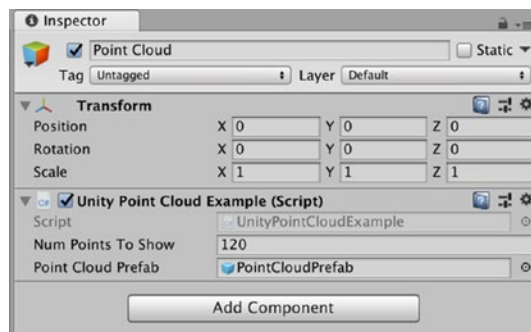 Inspector
Point Cloud Static
Tag Untagged Layer Default
Transform
Position X 0 Y 0 Z 0
Rotation X 0 Y 0 Z 0
Scale X 1 Y 1 Z 1
Unity Point Cloud Example (Script)
Script UnityPointCloudExample
Num Points To Show 120
Point Cloud Prefab PointCloudPrefab
Add Component